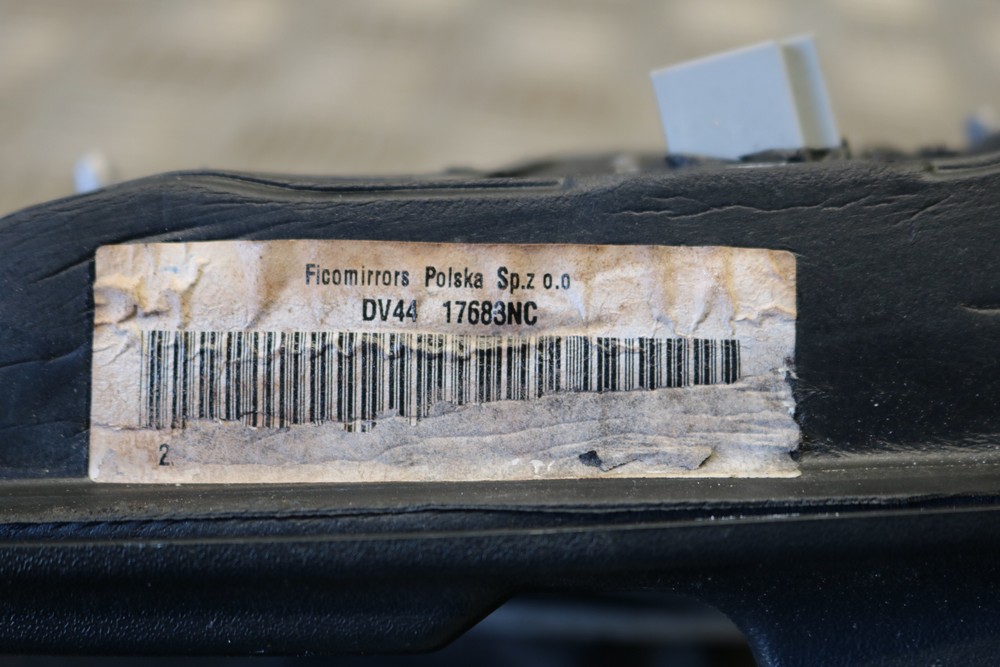 Ficomirrors Polska Sp.z o.o
DV44 17683NC
2